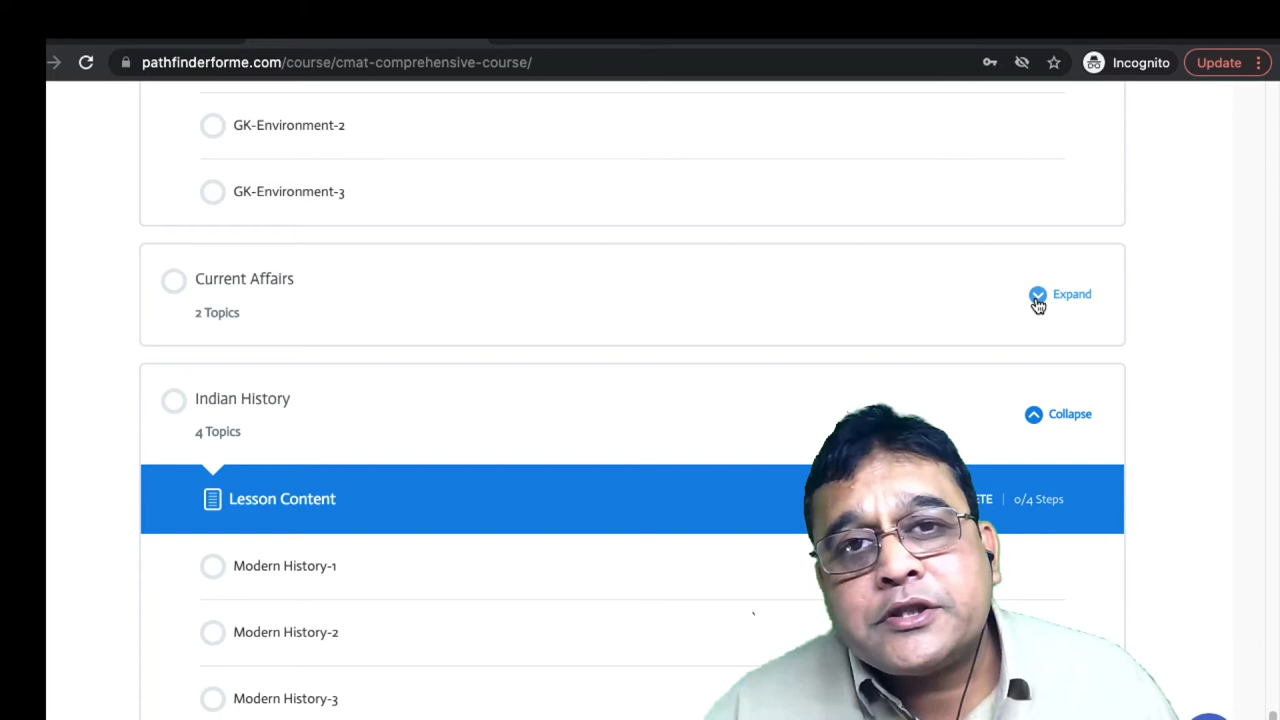 pathfinderforme.com/course/cmat-comprehensive-course/
Incognito
Update
GK-Environment-2
GK-Environment-3
Current Affairs
2 Topics
Expand
Indian History
4 Topics
Collapse
Lesson Content
0/4 Steps
Modern History-1
Modern History-2
Modern History-3